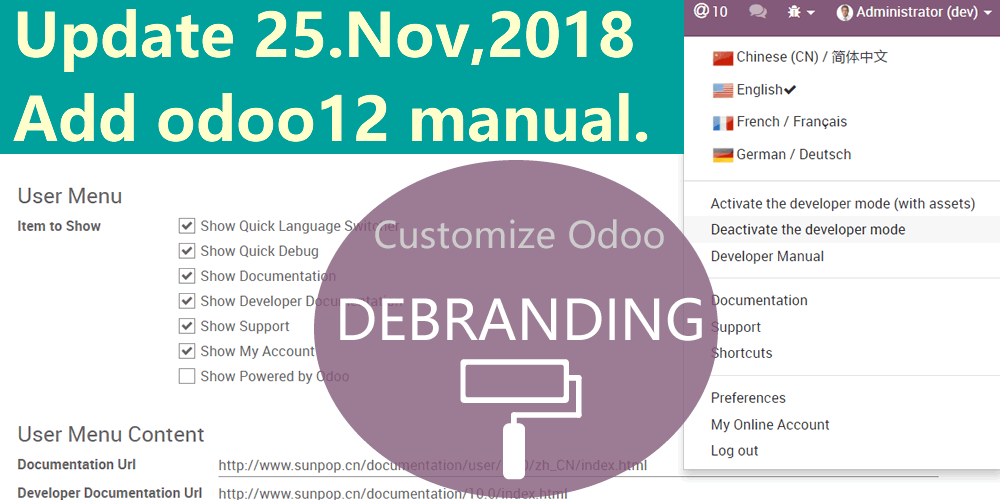 Update 25.Nov,2018
Add odoo12 manual.
@ 10
Administrator (dev)
Chinese (CN) / 简体中文
English
French / Français
German / Deutsch
Activate the developer mode (with assets)
Deactivate the developer mode
Developer Manual
Documentation
Support
Shortcuts
Preferences
My Online Account
Log out
User Menu
Item to Show
Show Quick Language Switcher
Show Quick Debug
Show Documentation
Show Developer Documentation
Show Support
Show My Account
Show Powered by Odoo
Customize Odoo
DEBRANDING
User Menu Content
Documentation Url
http://www.sunpop.cn/documentation/user/10.0/zh_CN/index.html
Developer Documentation Url
http://www.sunpop.cn/documentation/10.0/index.html